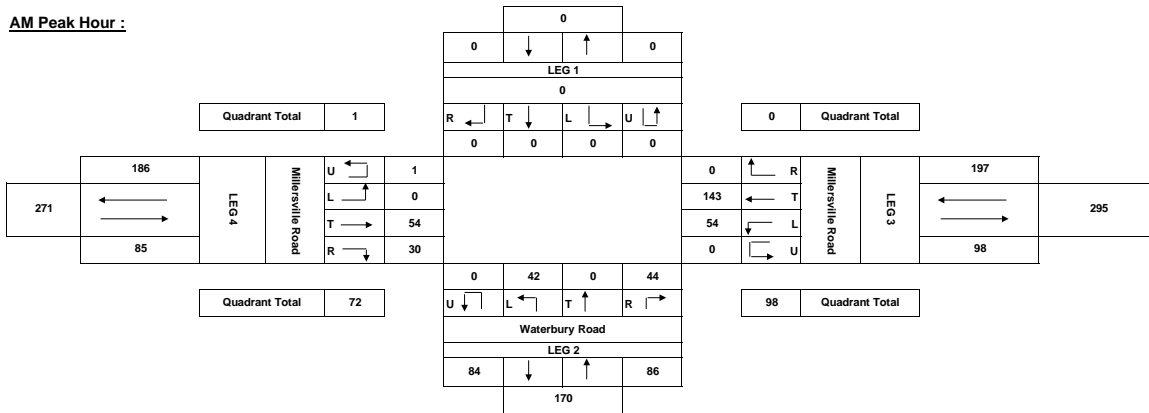 AM Peak Hour :
0
0 0
LEG 1
0
Quadrant Total 1
R T L U
0 Quadrant Total
0 0 0 0
186
271
85
LEG 4
Millersville Road
U 1
L 0
T 54
R 30
0 R
143 T
54 L
0 U
Millersville Road
LEG 3
197
295
98
0 42 0 44
Quadrant Total 72
U L T R
98 Quadrant Total
Waterbury Road
LEG 2
84 86
170